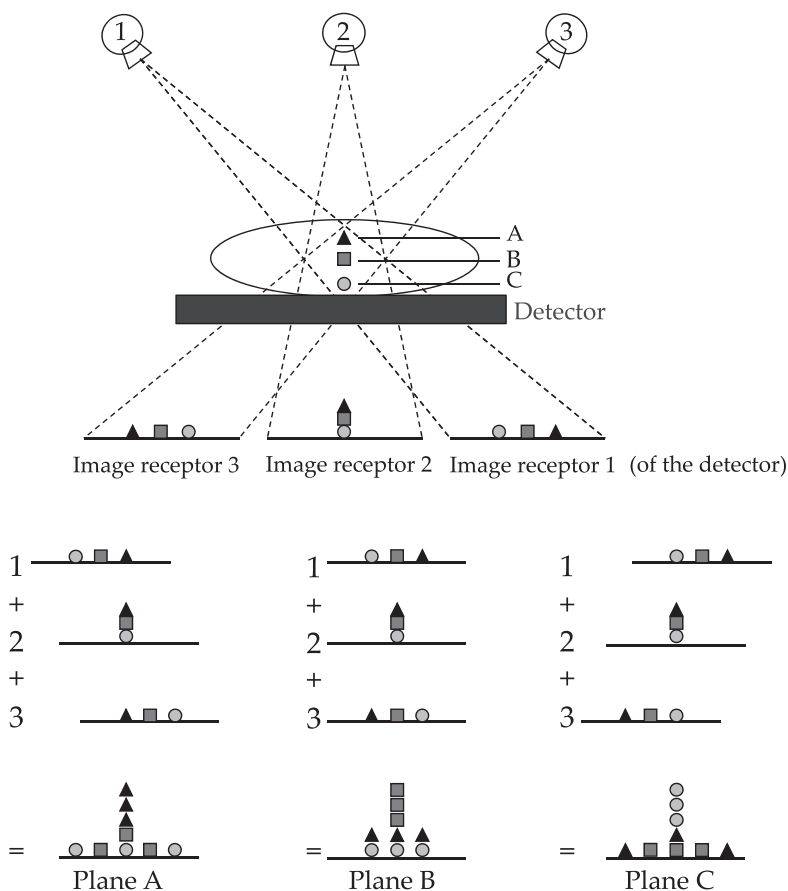 1 2 3
A
B
C
Detector
Image receptor 3 Image receptor 2 Image receptor 1 (of the detector)
1 1 1
+ + +
2 2 2
+ + +
3 3 3
= = =
Plane A Plane B Plane C